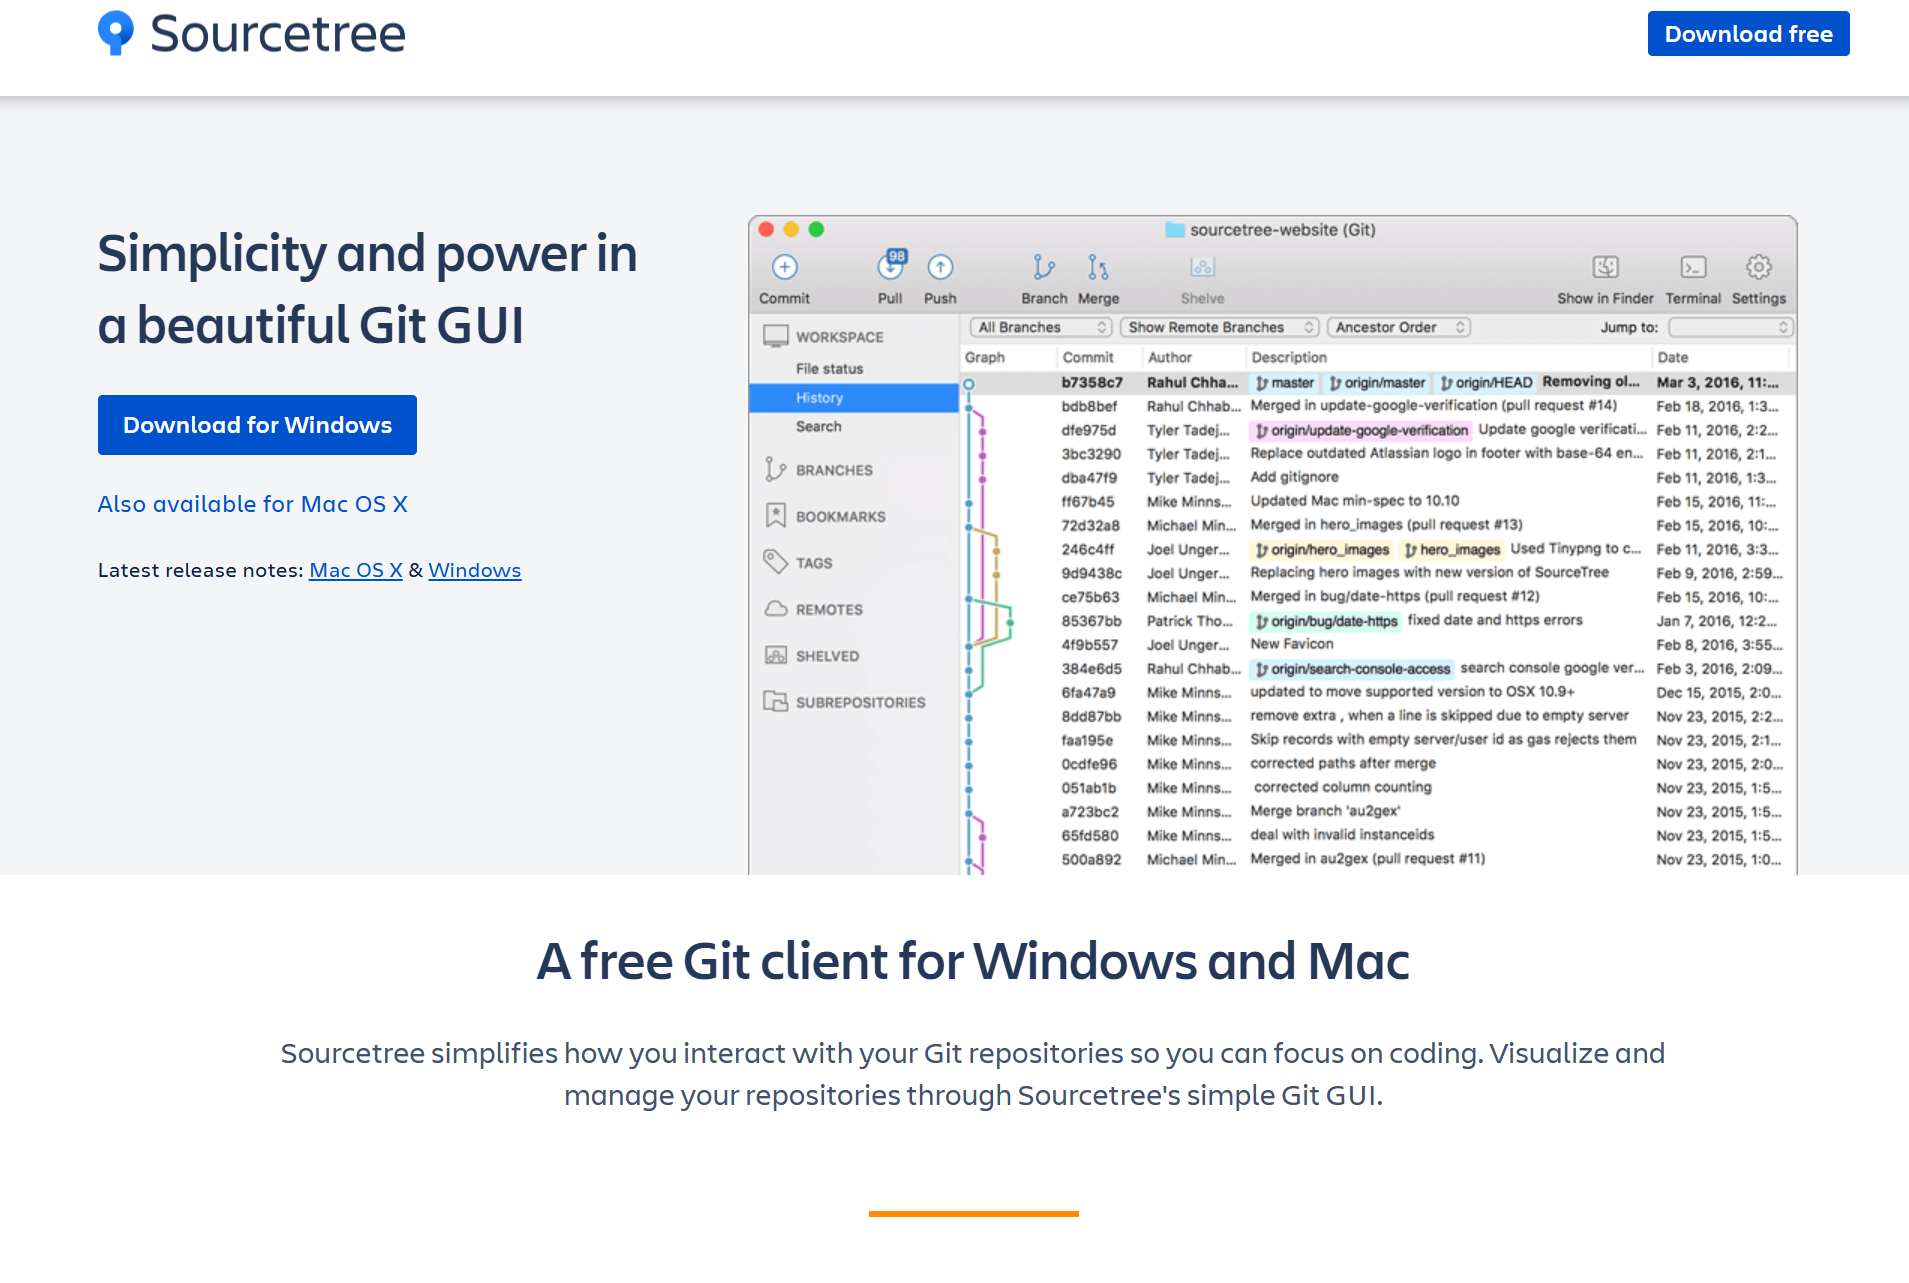 Sourcetree
Download free
Simplicity and power in
a beautiful Git GUI
Download for Windows
Also available for Mac OS X
Latest release notes: Mac OS X & Windows
sourcetree-website (Git)
98
Commit Pull Push Branch Merge Shelve Show in Finder Terminal Settings
WORKSPACE
File status
History
Search
BRANCHES
BOOKMARKS
TAGS
REMOTES
SHELVED
SUBREPOSITORIES
All Branches Show Remote Branches Ancestor Order Jump to:
Graph Commit Author Description Date
b7358c7 Rahul Chha... master origin/master origin/HEAD Removing ol... Mar 3, 2016, 11:...
bdb8bef Rahul Chhab... Merged in update-google-verification (pull request #14) Feb 18, 2016, 1:3...
dfe975d Tyler Tadej... origin/update-google-verification Update google verificati... Feb 11, 2016, 2:2...
3bc3290 Tyler Tadej... Replace outdated Atlassian logo in footer with base-64 en... Feb 11, 2016, 2:1...
dba47f9 Tyler Tadej... Add gitignore Feb 11, 2016, 1:3...
ff67b45 Mike Minns... Updated Mac min-spec to 10.10 Feb 15, 2016, 11:...
72d32a8 Michael Min... Merged in hero_images (pull request #13) Feb 15, 2016, 10:...
246c4ff Joel Unger... origin/hero_images hero_images Used Tinypng to c... Feb 11, 2016, 3:3...
9d9438c Joel Unger... Replacing hero images with new version of SourceTree Feb 9, 2016, 2:59...
ce75b63 Michael Min... Merged in bug/date-https (pull request #12) Feb 15, 2016, 10:...
85367bb Patrick Tho... origin/bug/date-https fixed date and https errors Jan 7, 2016, 12:2...
4f9b557 Joel Unger... New Favicon Feb 8, 2016, 3:55...
384e6d5 Rahul Chhab... origin/search-console-access search console google ver... Feb 3, 2016, 2:09...
6fa47a9 Mike Minns... updated to move supported version to OSX 10.9+ Dec 15, 2015, 2:0...
8dd87bb Mike Minns... remove extra , when a line is skipped due to empty server Nov 23, 2015, 2:2...
faa195e Mike Minns... Skip records with empty server/user id as gas rejects them Nov 23, 2015, 2:1...
0cdfe96 Mike Minns... corrected paths after merge Nov 23, 2015, 2:0...
051ab1b Mike Minns... corrected column counting Nov 23, 2015, 1:5...
a723bc2 Mike Minns... Merge branch 'au2gex' Nov 23, 2015, 1:5...
65fd580 Mike Minns... deal with invalid instanceids Nov 23, 2015, 1:5...
500a892 Michael Min... Merged in au2gex (pull request #11) Nov 23, 2015, 1:0...
A free Git client for Windows and Mac
Sourcetree simplifies how you interact with your Git repositories so you can focus on coding. Visualize and
manage your repositories through Sourcetree's simple Git GUI.